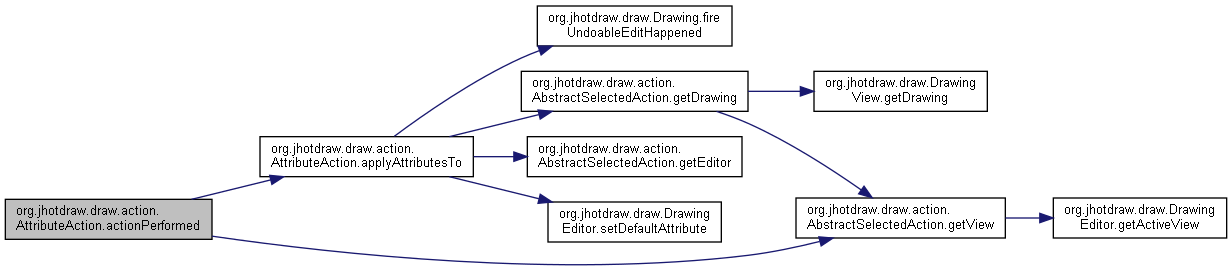 org.jhotdraw.draw.Drawing.fire
UndoableEditHappened
org.jhotdraw.draw.action.
AbstractSelectedAction.getDrawing
org.jhotdraw.draw.Drawing
View.getDrawing
org.jhotdraw.draw.action.
AttributeAction.applyAttributesTo
org.jhotdraw.draw.action.
AbstractSelectedAction.getEditor
org.jhotdraw.draw.action.
AttributeAction.actionPerformed
org.jhotdraw.draw.Drawing
Editor.setDefaultAttribute
org.jhotdraw.draw.action.
AbstractSelectedAction.getView
org.jhotdraw.draw.Drawing
Editor.getActiveView